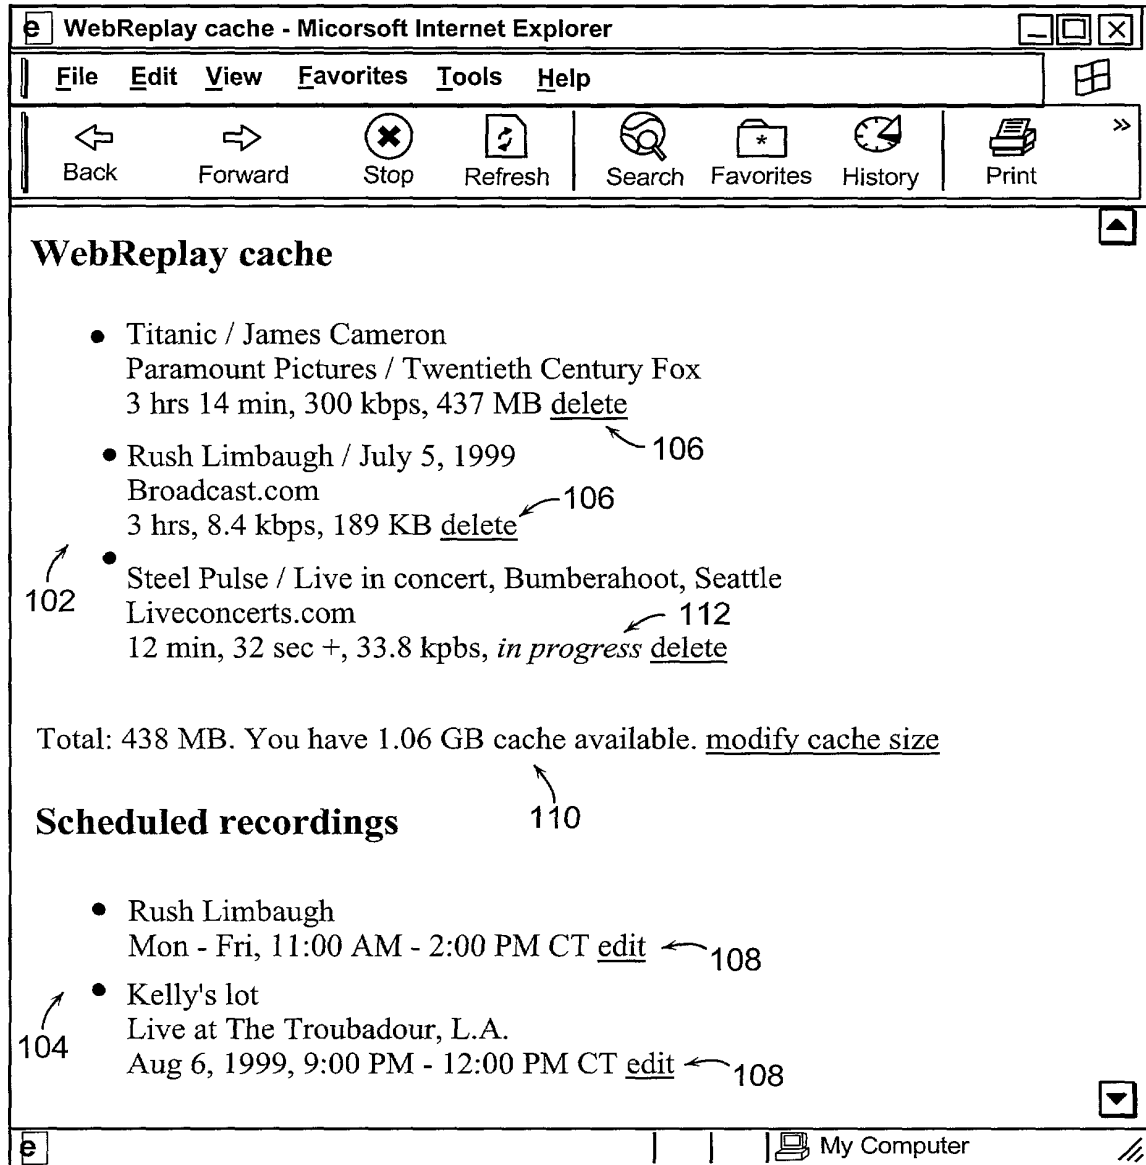 e WebReplay cache - Micorsoft Internet Explorer
File Edit View Favorites Tools Help
Back Forward Stop Refresh Search Favorites History Print »
WebReplay cache
• Titanic / James Cameron
Paramount Pictures / Twentieth Century Fox
3 hrs 14 min, 300 kbps, 437 MB delete
106
• Rush Limbaugh / July 5, 1999
Broadcast.com
106
3 hrs, 8.4 kbps, 189 KB delete
102
• Steel Pulse / Live in concert, Bumberahoot, Seattle
Liveconcerts.com
112
12 min, 32 sec +, 33.8 kpbs, in progress delete
Total: 438 MB. You have 1.06 GB cache available. modify cache size
110
Scheduled recordings
• Rush Limbaugh
Mon - Fri, 11:00 AM - 2:00 PM CT edit
108
104
• Kelly's lot
Live at The Troubadour, L.A.
Aug 6, 1999, 9:00 PM - 12:00 PM CT edit
108
e My Computer